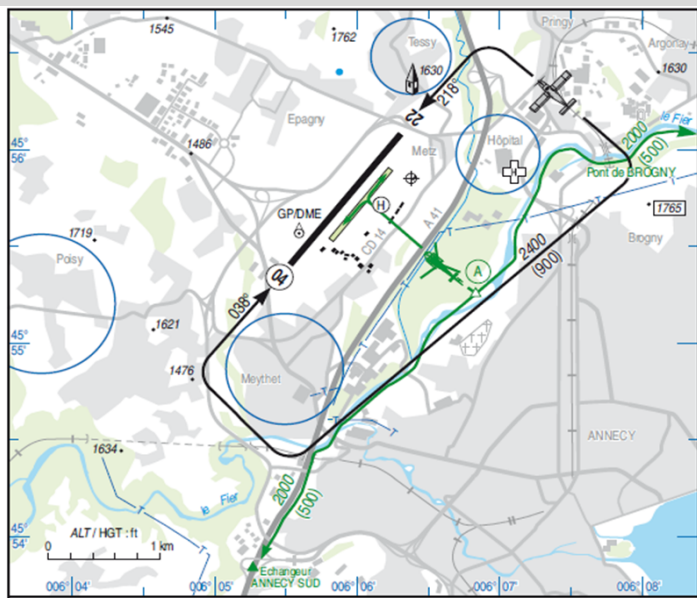 1545
1762
Tessy
1630
Pringy
Argonay
1630
218°
22
Epagny
Metz
Hôpital
H
le Fier
2000
(500)
Pont de BROGNY
1486
45°
56'
GP/DME
H
CD 14
A 41
T
1765
Brogny
1719
Poisy
04
038°
A
2400
(900)
1621
45°
55'
1476
Meythet
T
T
T
ANNECY
1634
le Fier
2000
(500)
45°
54'
ALT / HGT : ft
0 1 km
Echangeur
ANNECY SUD
006° 04'
006° 05'
006° 06'
006° 07'
006° 08'